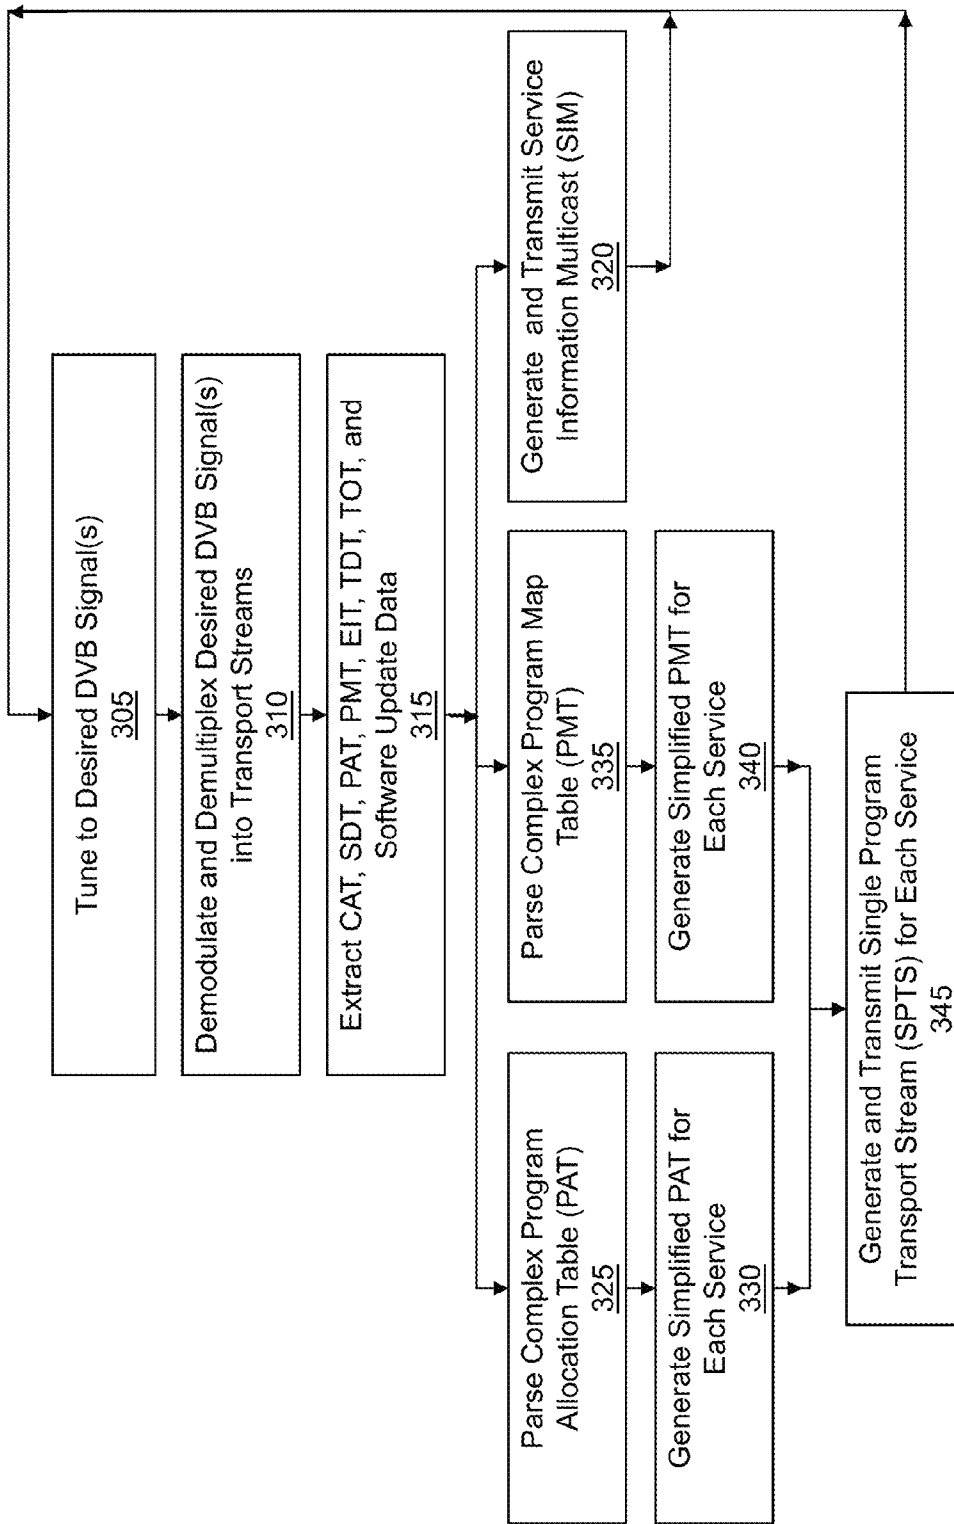 Tune to Desired DVB Signal(s)
305
Demodulate and Demultiplex Desired DVB Signal(s)
into Transport Streams
310
Extract CAT, SDT, PAT, PMT, EIT, TDT, TOT, and
Software Update Data
315
Parse Complex Program
Allocation Table (PAT)
325
Parse Complex Program Map
Table (PMT)
335
Generate and Transmit Service
Information Multicast (SIM)
320
Generate Simplified PAT for
Each Service
330
Generate Simplified PMT for
Each Service
340
Generate and Transmit Single Program
Transport Stream (SPTS) for Each Service
345